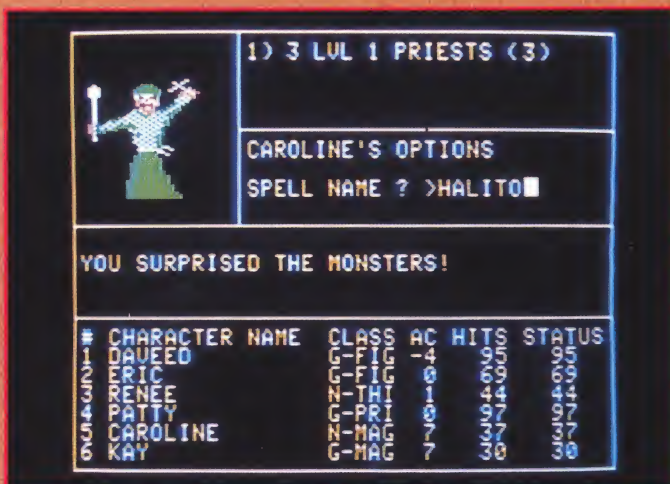 1) 3 LVL 1 PRIESTS (3)
CAROLINE'S OPTIONS
SPELL NAME ? >HALITO
YOU SURPRISED THE MONSTERS!
# CHARACTER NAME CLASS AC HITS STATUS
1 DAVEED G-FIG -4 95 95
2 ERIC G-FIG 0 69 69
3 RENEE N-THI 1 44 44
4 PATTY G-PRI 0 97 97
5 CAROLINE N-MAG 7 37 37
6 KAY G-MAG 7 30 30